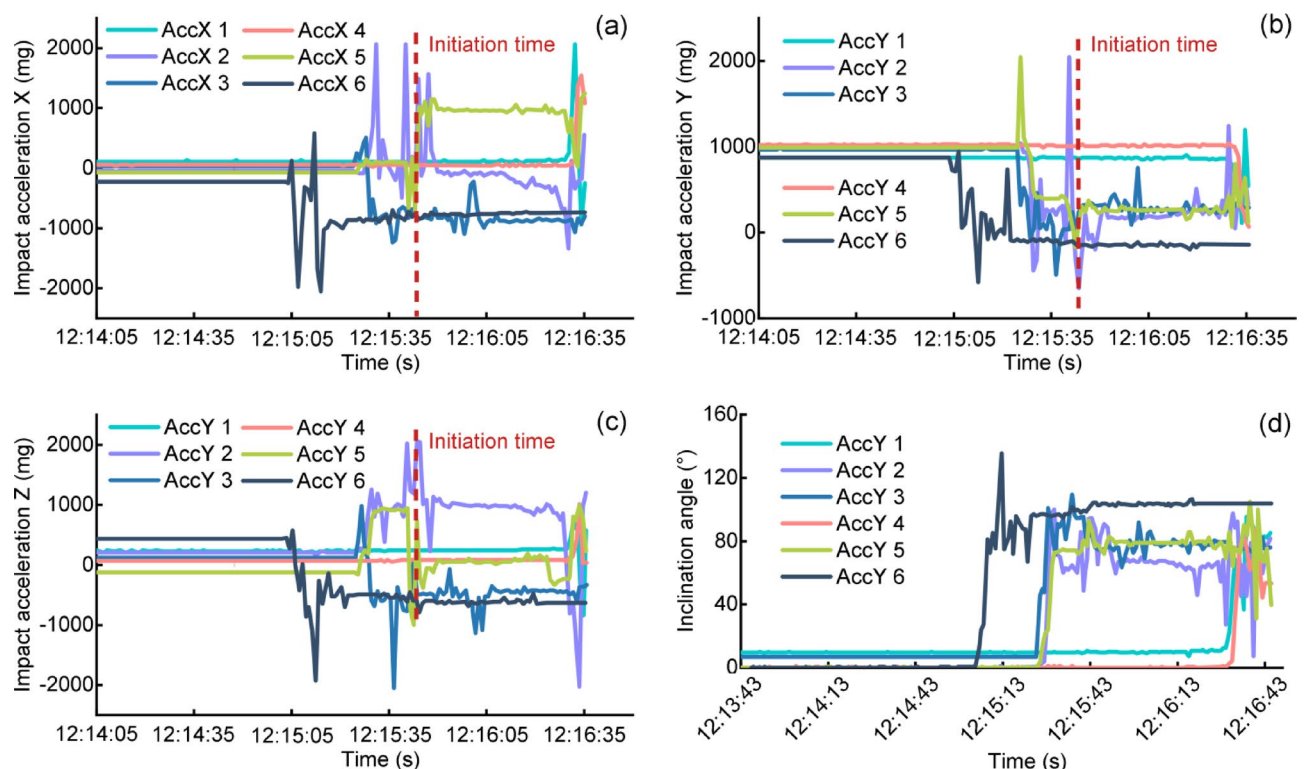 (a)
AccX 1 AccX 4
AccX 2 AccX 5
AccX 3 AccX 6
Initiation time
Impact acceleration X (mg)
2000
1000
0
-1000
-2000
12:14:05 12:14:35 12:15:05 12:15:35 12:16:05 12:16:35
Time (s)
(b)
AccY 1
AccY 2
AccY 3
AccY 4
AccY 5
AccY 6
Initiation time
Impact acceleration Y (mg)
2000
1000
0
-1000
12:14:05 12:14:35 12:15:05 12:15:35 12:16:05 12:16:35
Time (s)
(c)
AccY 1 AccY 4
AccY 2 AccY 5
AccY 3 AccY 6
Initiation time
Impact acceleration Z (mg)
2000
1000
0
-1000
-2000
12:14:05 12:14:35 12:15:05 12:15:35 12:16:05 12:16:35
Time (s)
(d)
AccY 1
AccY 2
AccY 3
AccY 4
AccY 5
AccY 6
Inclination angle (°)
160
120
80
40
0
12:13:43 12:14:13 12:14:43 12:15:13 12:15:43 12:16:13 12:16:43
Time (s)